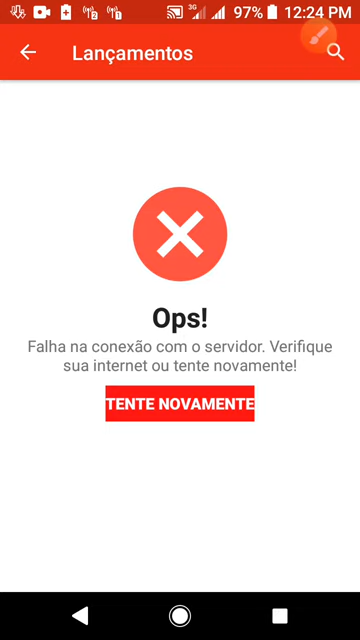 3G 97% 12:24 PM
Lançamentos
Ops!
Falha na conexão com o servidor. Verifique
sua internet ou tente novamente!
TENTE NOVAMENTE